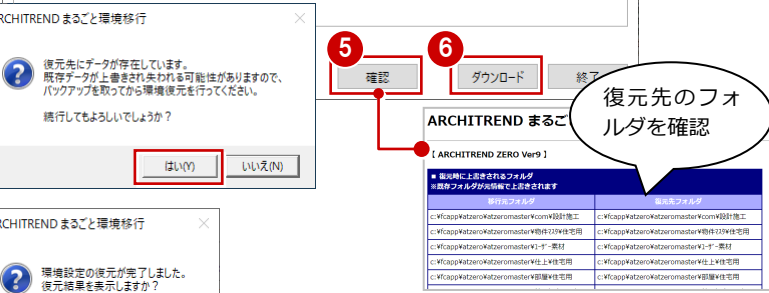 ARCHITREND まるごと環境移行
復元先にデータが存在しています。
既存データが上書きされ失われる可能性がありますので、
バックアップを取ってから環境復元を行ってください。
続行してもよろしいでしょうか？
はい(Y)
いいえ(N)
5
6
確認
ダウンロード
終了
復元先のフォ
ルダを確認
ARCHITREND まるご
【 ARCHITREND ZERO Ver9 】
■ 復元時に上書きされるフォルダ
※既存フォルダが元情報で上書きされます
移行元フォルダ
復元先フォルダ
c:¥fcapp¥atzero¥atzeromaster¥com¥設計施工
c:¥fcapp¥atzero¥atzeromaster¥com¥設計施工
c:¥fcapp¥atzero¥atzeromaster¥物件ﾏｽﾀ¥住宅用
c:¥fcapp¥atzero¥atzeromaster¥物件ﾏｽﾀ¥住宅用
c:¥fcapp¥atzero¥atzeromaster¥ﾕｰｻﾞｰ素材
c:¥fcapp¥atzero¥atzeromaster¥ﾕｰｻﾞｰ素材
c:¥fcapp¥atzero¥atzeromaster¥仕上¥住宅用
c:¥fcapp¥atzero¥atzeromaster¥仕上¥住宅用
c:¥fcapp¥atzero¥atzeromaster¥部屋¥住宅用
c:¥fcapp¥atzero¥atzeromaster¥部屋¥住宅用
ARCHITREND まるごと環境移行
環境設定の復元が完了しました。
復元結果を表示しますか？